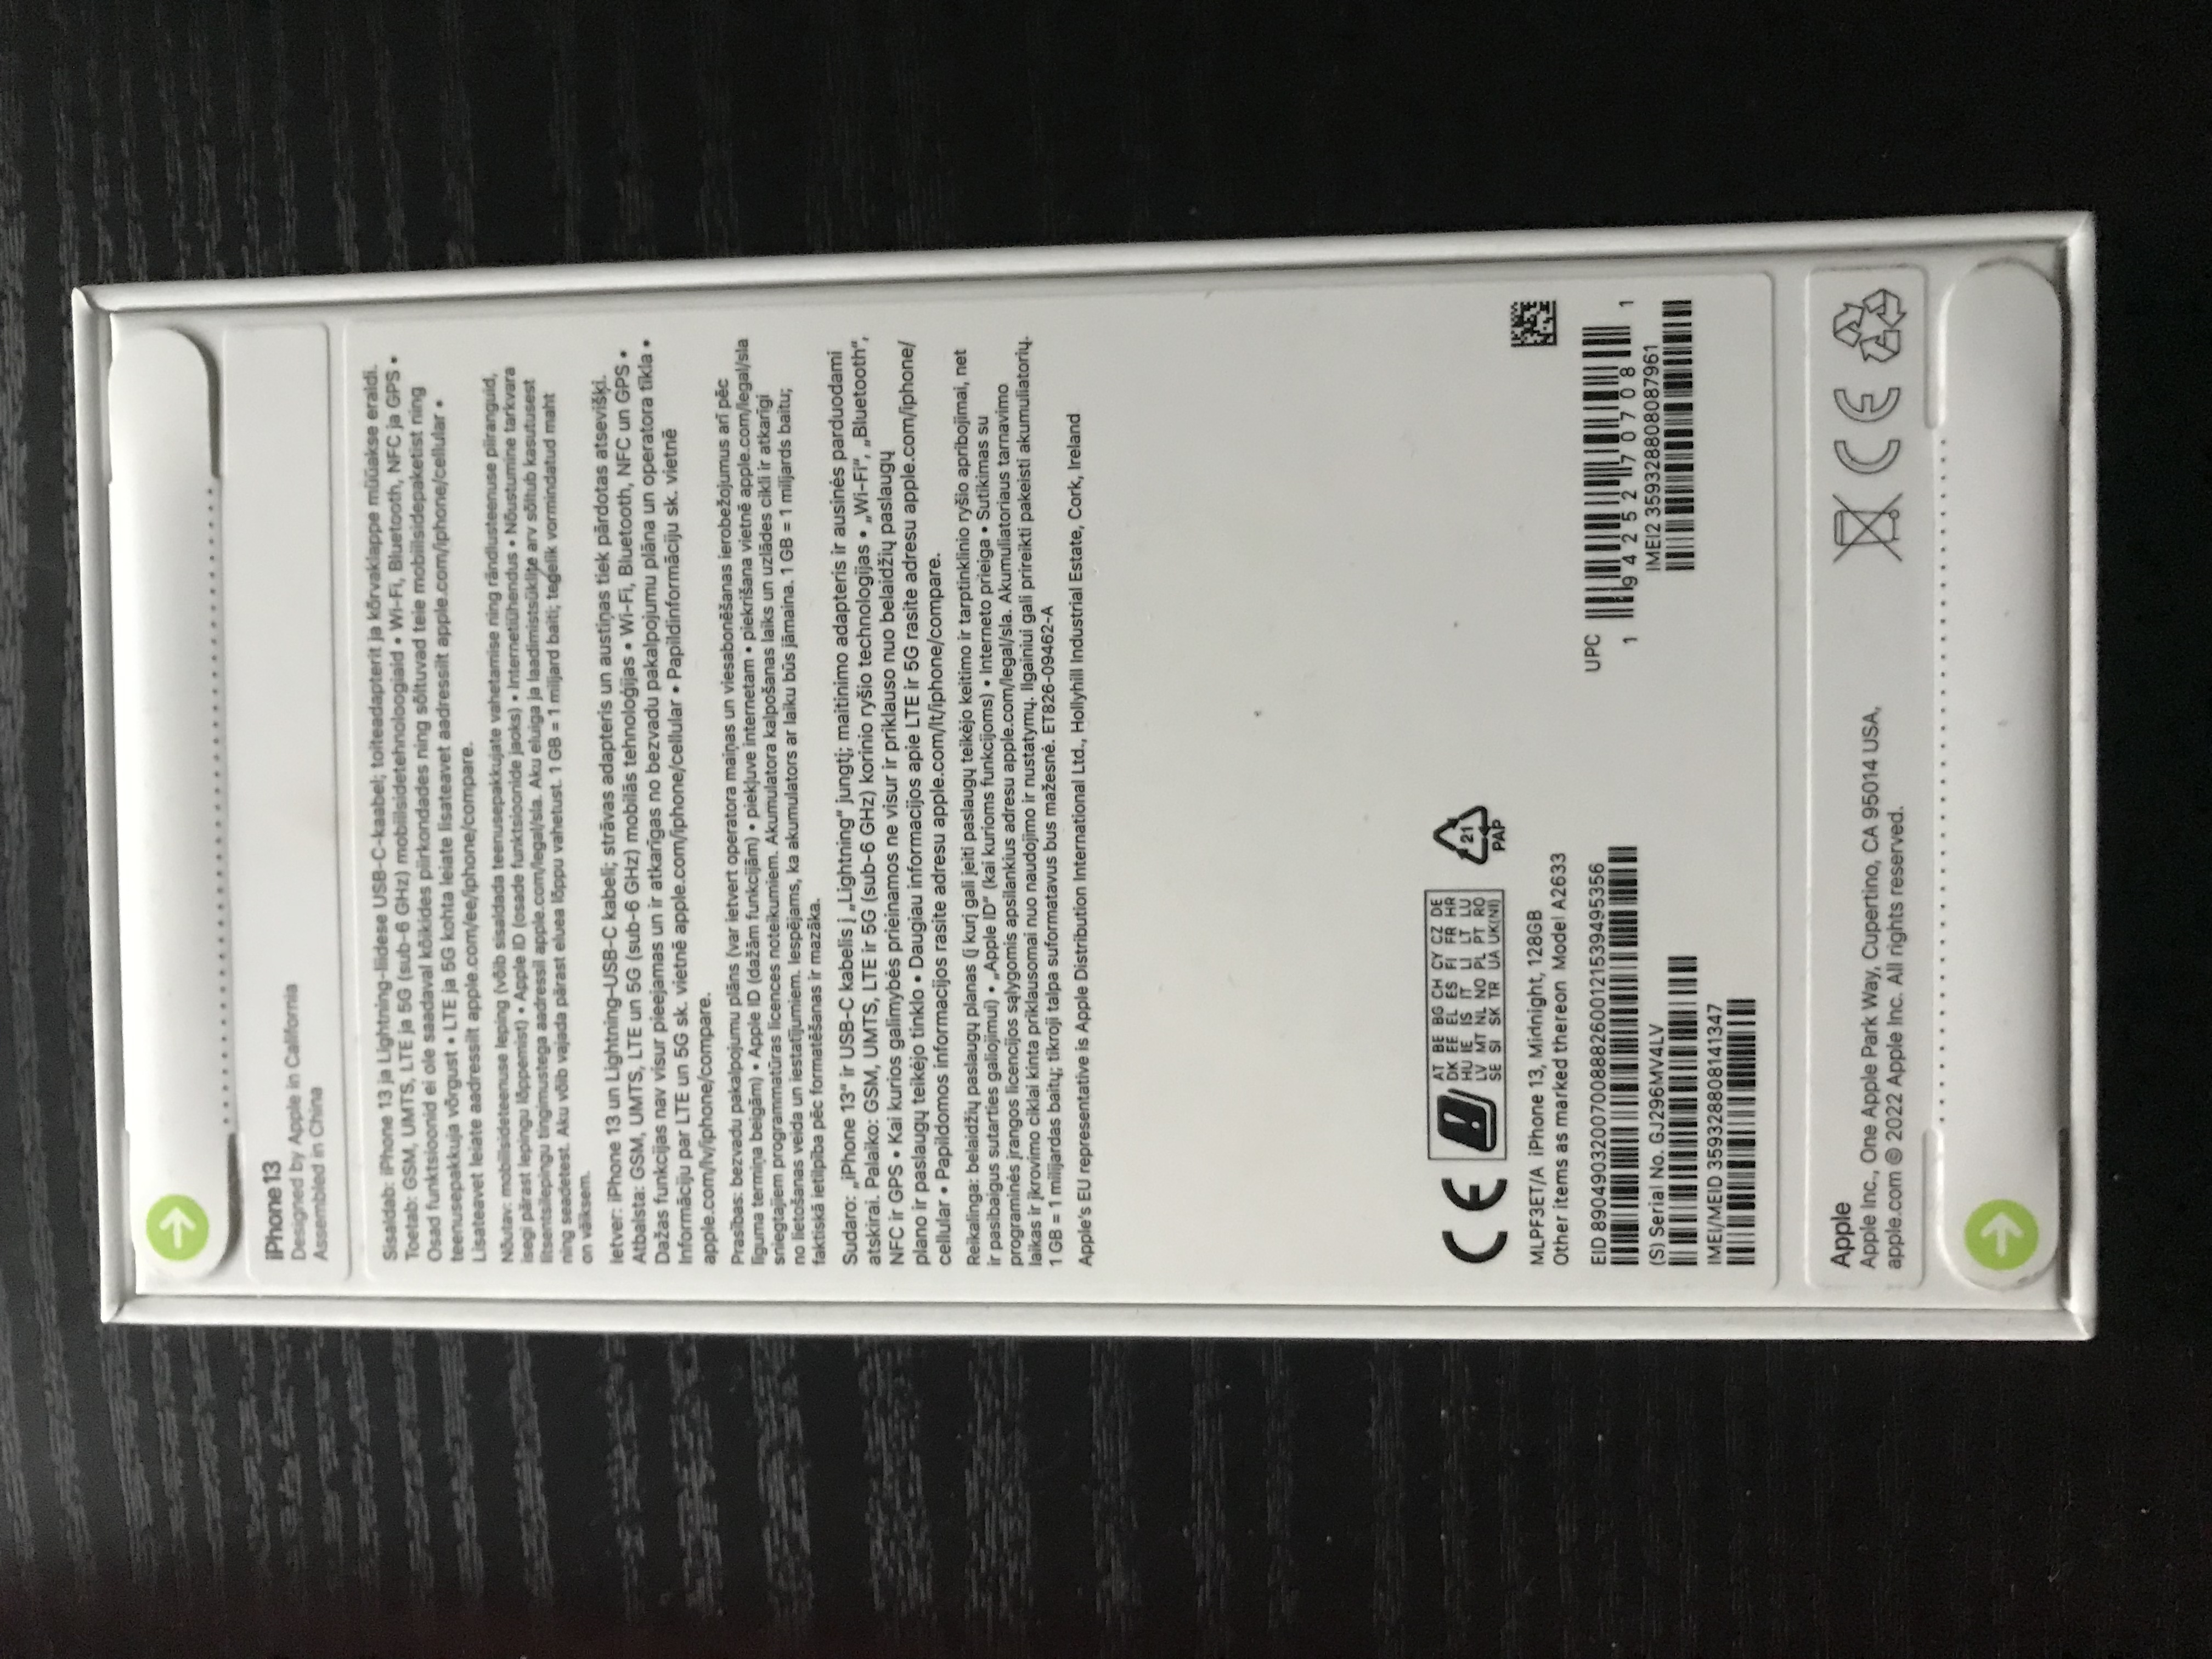 iPhone 13
Designed by Apple in California
Assembled in China
Sisaldab: iPhone 13 ja Lightning-liidese USB-C-kaabel; toiteadapterit ja kõrvaklappe müüakse eraldi.
Toetab: GSM, UMTS, LTE ja 5G (sub-6 GHz) mobiilsidetehnoloogiaid • Wi-Fi, Bluetooth, NFC ja GPS •
Osad funktsioonid ei ole saadaval kõikides piirkondades ning sõltuvad teie mobiilsidepaketist ning
teenusepakkuja võrgust • LTE ja 5G kohta leiate lisateavet aadressilt apple.com/iphone/cellular •
Lisateavet leiate aadressilt apple.com/ee/iphone/compare.
Nõutav: mobiilsideteenuse leping (võib sisaldada teenusepakkujate vahetamise ning rändlusteenuse piiranguid,
isegi pärast lepingu lõppemist) • Apple ID (osade funktsioonide jaoks) • Internetiühendus • Nõustumine tarkvara
litsentsilepingu tingimustega aadressil apple.com/legal/sla. Aku eluiga ja laadimistsüklite arv sõltub kasutusest
ning seadetest. Aku võib vajada pärast eluea lõppu vahetust. 1 GB = 1 miljard baiti; tegelik vormindatud maht
on väiksem.
Ietver: iPhone 13 un Lightning–USB-C kabeli; strāvas adapteris un austiņas tiek pārdotas atsevišķi.
Atbalsta: GSM, UMTS, LTE un 5G (sub-6 GHz) mobilās tehnoloģijas • Wi-Fi, Bluetooth, NFC un GPS •
Dažas funkcijas nav visur pieejamas un ir atkarīgas no bezvadu pakalpojumu plāna un operatora tīkla •
Informāciju par LTE un 5G sk. vietnē apple.com/iphone/cellular • Papildinformāciju sk. vietnē
apple.com/lv/iphone/compare.
Prasības: bezvadu pakalpojumu plāns (var ietvert operatora maiņas un viesabonēšanas ierobežojumus arī pēc
līguma termiņa beigām) • Apple ID (dažām funkcijām) • piekļuve internetam • piekrišana vietnē apple.com/legal/sla
sniegtajiem programmatūras licences noteikumiem. Akumulatora kalpošanas laiks un uzlādes cikli ir atkarīgi
no lietošanas veida un iestatījumiem. Iespējams, ka akumulators ar laiku būs jāmaina. 1 GB = 1 miljards baitu;
faktiskā ietilpība pēc formatēšanas ir mazāka.
Sudaro: „iPhone 13“ ir USB-C kabelis į „Lightning“ jungtį; maitinimo adapteris ir ausinės parduodami
atskirai. Palaiko: GSM, UMTS, LTE ir 5G (sub-6 GHz) korinio ryšio technologijas • „Wi-Fi“, „Bluetooth“,
NFC ir GPS • Kai kurios galimybės prieinamos ne visur ir priklauso nuo belaidžių paslaugų
plano ir paslaugų teikėjo tinklo • Daugiau informacijos apie LTE ir 5G rasite adresu apple.com/iphone/
cellular • Papildomos informacijos rasite adresu apple.com/lt/iphone/compare.
Reikalinga: belaidžių paslaugų planas (į kurį gali įeiti paslaugų teikėjo keitimo ir tarptinklinio ryšio apribojimai, net
ir pasibaigus sutarties galiojimui) • „Apple ID“ (kai kurioms funkcijoms) • Interneto prieiga • Sutikimas su
programinės įrangos licencijos sąlygomis apsilankius adresu apple.com/legal/sla. Akumuliatoriaus tarnavimo
laikas ir įkrovimo ciklai kinta priklausomai nuo naudojimo ir nustatymų. Ilgainiui gali prireikti pakeisti akumuliatorių.
1 GB = 1 milijardas baitų; tikroji talpa suformatavus bus mažesnė. ET826-09462-A
Apple's EU representative is Apple Distribution International Ltd., Hollyhill Industrial Estate, Cork, Ireland
CE
AT BE BG CH CY CZ DE
DK EE EL ES FI FR HR
HU IE IS IT LI LT LU
LV MT NL NO PL PT RO
SE SI SK TR UA UK(NI)
21
PAP
MLPF3ET/A iPhone 13, Midnight, 128GB
Other items as marked thereon Model A2633
EID 89049032007008882600121539495356
UPC
1 94252 70708 1
(S) Serial No. GJ296MV4LV
IMEI2 359328808087961
IMEI/MEID 359328808141347
Apple
Apple Inc., One Apple Park Way, Cupertino, CA 95014 USA,
apple.com © 2022 Apple Inc. All rights reserved.
CE